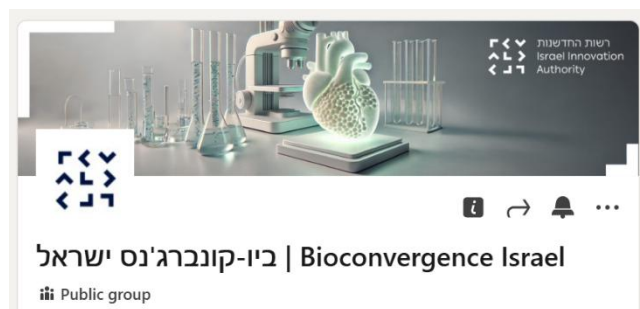 רשות החדשנות
Israel Innovation
Authority
ביו-קונברג'נס ישראל | Bioconvergence Israel
Public group